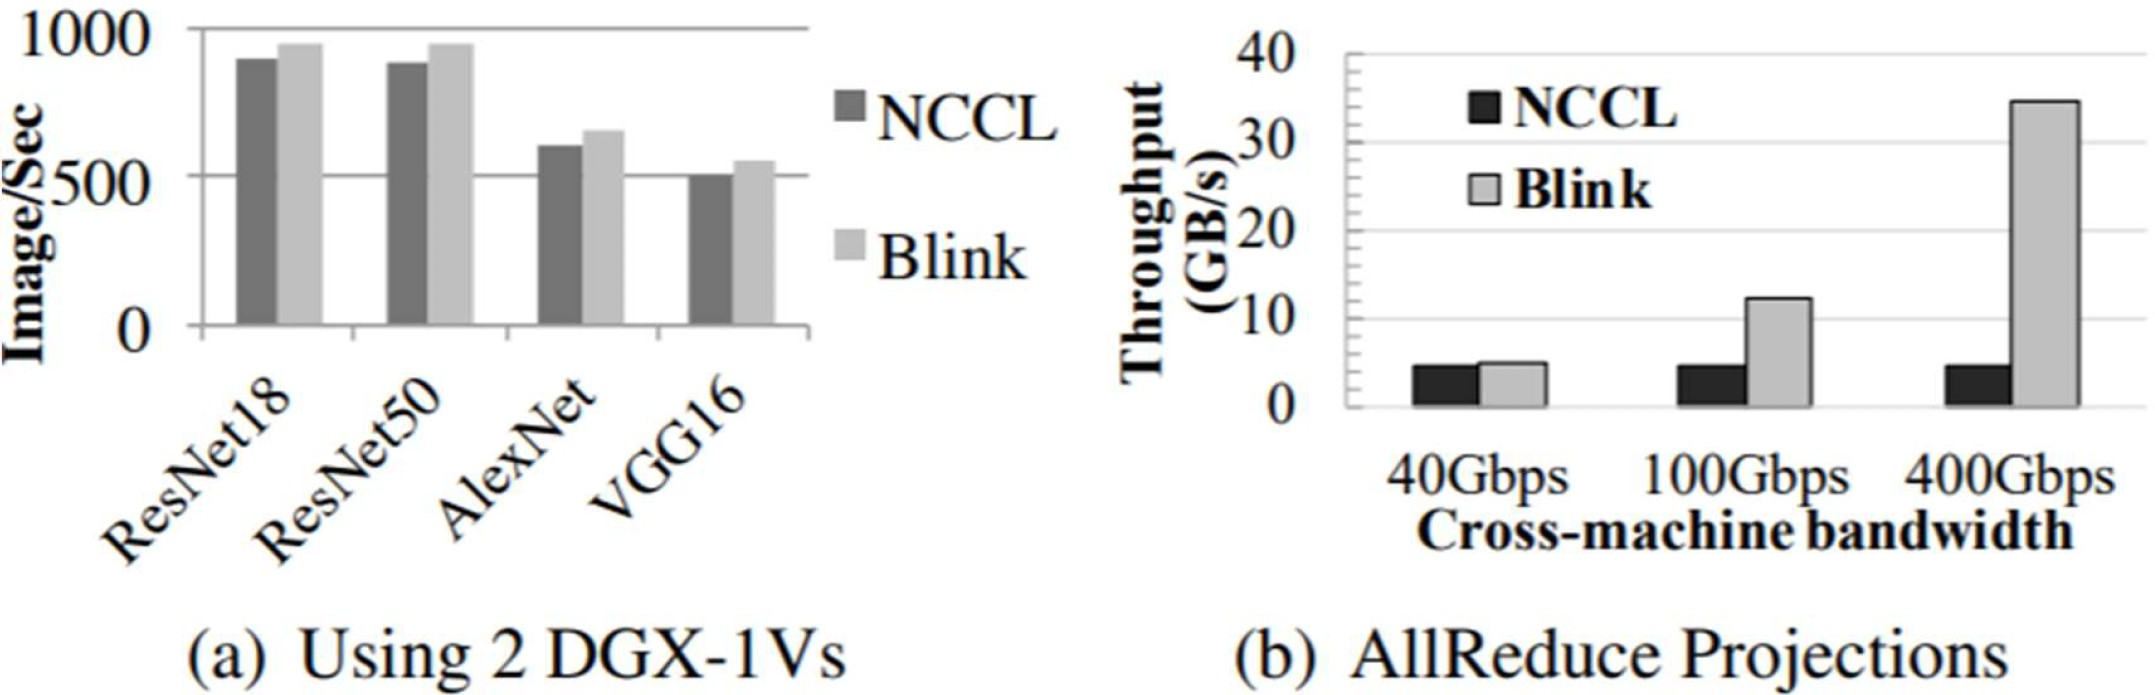 Image/Sec
1000
500
0
ResNet18
ResNet50
AlexNet
VGG16
NCCL
Blink
(a) Using 2 DGX-1Vs
Throughput
(GB/s)
40
30
20
10
0
NCCL
Blink
40Gbps 100Gbps 400Gbps
Cross-machine bandwidth
(b) AllReduce Projections